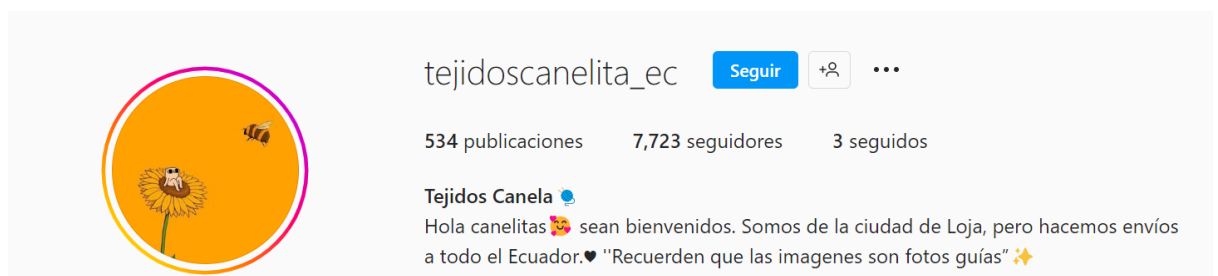 tejidoscanelita_ec Seguir
534 publicaciones 7,723 seguidores 3 seguidos
Tejidos Canela 🧶
Hola canelitas🥰 sean bienvenidos. Somos de la ciudad de Loja, pero hacemos envíos
a todo el Ecuador.♥ ''Recuerden que las imagenes son fotos guías” ✨